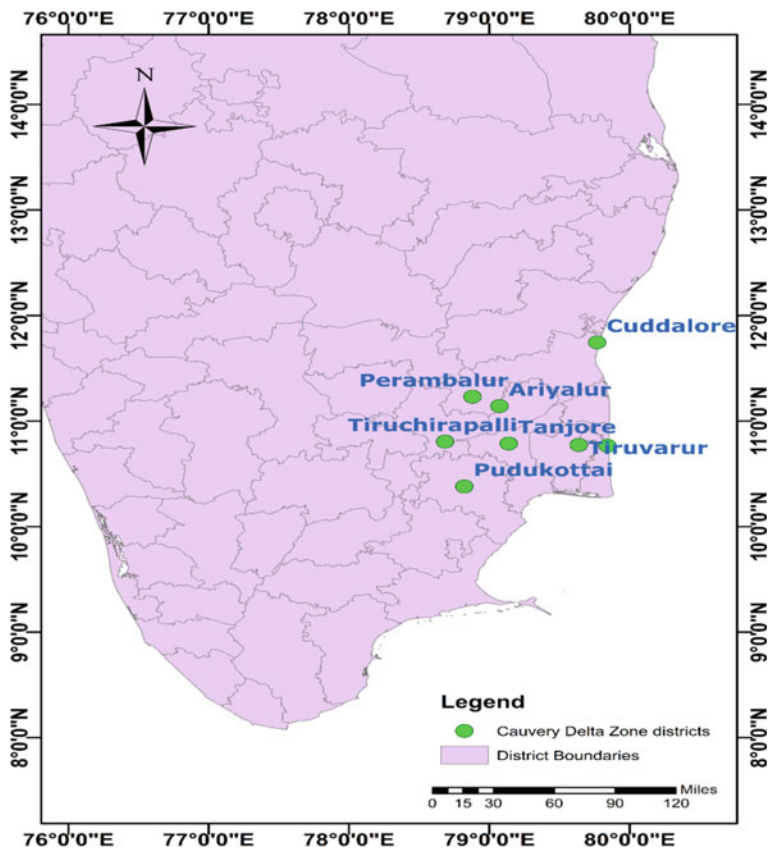 76°0'0"E 77°0'0"E 78°0'0"E 79°0'0"E 80°0'0"E
N
14°0'0"N 14°0'0"N
13°0'0"N 13°0'0"N
12°0'0"N 12°0'0"N
Cuddalore
Perambalur
Ariyalur
11°0'0"N 11°0'0"N
Tiruchirapalli Tanjore
Tiruvarur
Pudukottai
10°0'0"N 10°0'0"N
9°0'0"N 9°0'0"N
8°0'0"N 8°0'0"N
Legend
Cauvery Delta Zone districts
District Boundaries
Miles
0 15 30 60 90 120
76°0'0"E 77°0'0"E 78°0'0"E 79°0'0"E 80°0'0"E